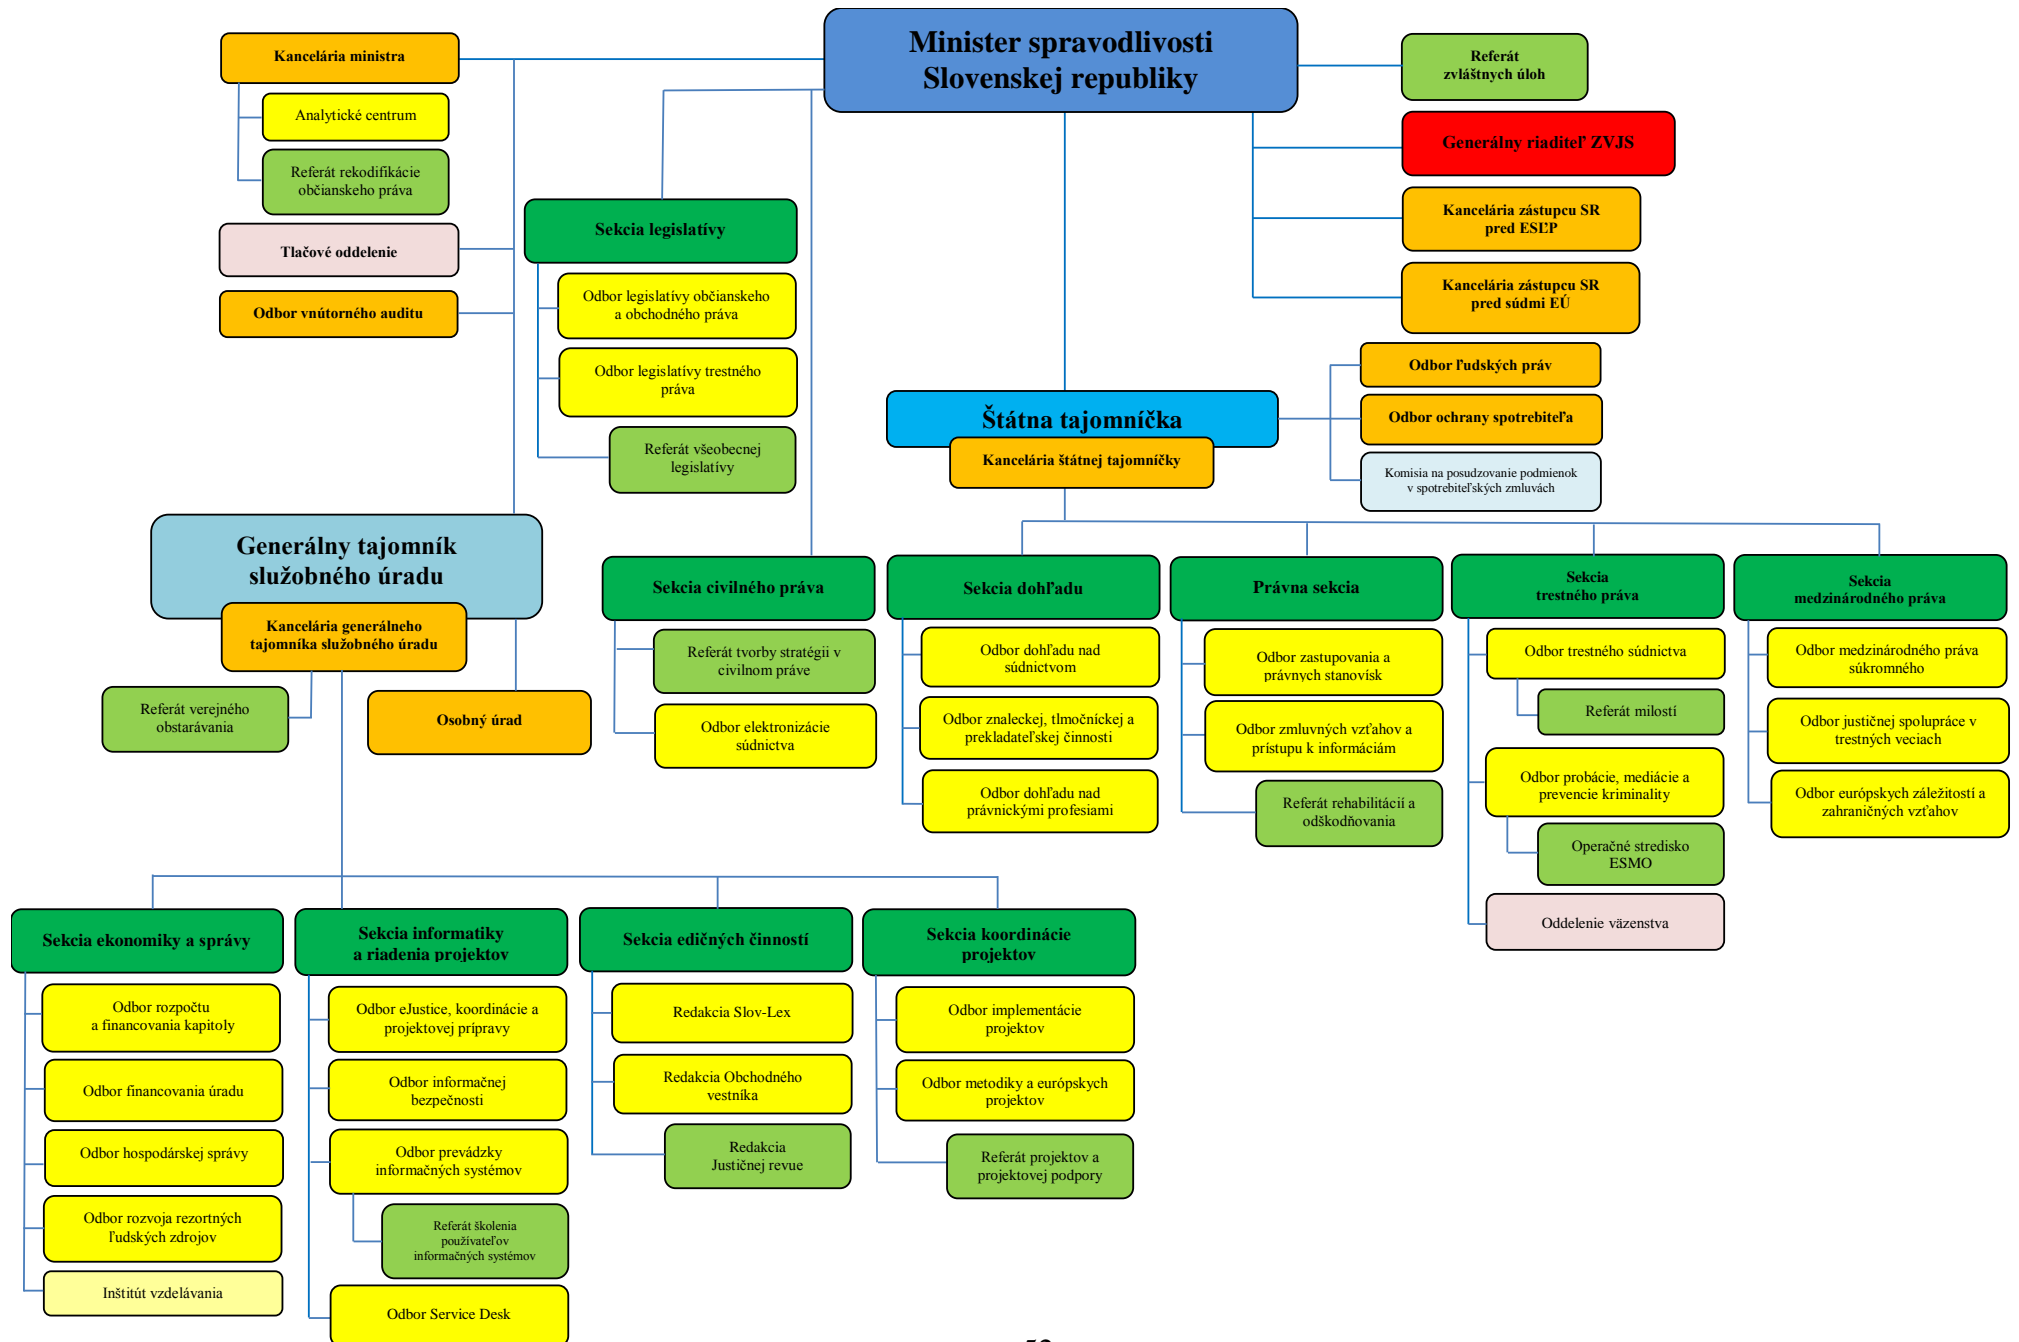 Minister spravodlivosti
Slovenskej republiky
Kancelária ministra
Analytické centrum
Referát rekodifikácie
občianskeho práva
Tlačové oddelenie
Odbor vnútorného auditu
Referát
zvláštnych úloh
Generálny riaditeľ ZVJS
Kancelária zástupcu SR
pred ESĽP
Kancelária zástupcu SR
pred súdmi EÚ
Sekcia legislatívy
Odbor legislatívy občianskeho
a obchodného práva
Odbor legislatívy trestného
práva
Referát všeobecnej
legislatívy
Štátna tajomníčka
Kancelária štátnej tajomníčky
Odbor ľudských práv
Odbor ochrany spotrebiteľa
Komisia na posudzovanie podmienok
v spotrebiteľských zmluvách
Generálny tajomník
služobného úradu
Kancelária generálneho
tajomníka služobného úradu
Referát verejného
obstarávania
Osobný úrad
Sekcia civilného práva
Referát tvorby stratégii v
civilnom práve
Odbor elektronizácie
súdnictva
Sekcia dohľadu
Odbor dohľadu nad
súdnictvom
Odbor znaleckej, tlmočníckej a
prekladateľskej činnosti
Odbor dohľadu nad
právnickými profesiami
Právna sekcia
Odbor zastupovania a
právnych stanovísk
Odbor zmluvných vzťahov a
prístupu k informáciám
Referát rehabilitácií a
odškodňovania
Sekcia
trestného práva
Odbor trestného súdnictva
Referát milostí
Odbor probácie, mediácie a
prevencie kriminality
Operačné stredisko
ESMO
Oddelenie väzenstva
Sekcia
medzinárodného práva
Odbor medzinárodného práva
súkromného
Odbor justičnej spolupráce v
trestných veciach
Odbor európskych záležitostí a
zahraničných vzťahov
Sekcia ekonomiky a správy
Odbor rozpočtu
a financovania kapitoly
Odbor financovania úradu
Odbor hospodárskej správy
Odbor rozvoja rezortných
ľudských zdrojov
Inštitút vzdelávania
Sekcia informatiky
a riadenia projektov
Odbor eJustice, koordinácie a
projektovej prípravy
Odbor informačnej
bezpečnosti
Odbor prevádzky
informačných systémov
Referát školenia
používateľov
informačných systémov
Odbor Service Desk
Sekcia edičných činností
Redakcia Slov-Lex
Redakcia Obchodného
vestníka
Redakcia
Justičnej revue
Sekcia koordinácie
projektov
Odbor implementácie
projektov
Odbor metodiky a európskych
projektov
Referát projektov a
projektovej podpory